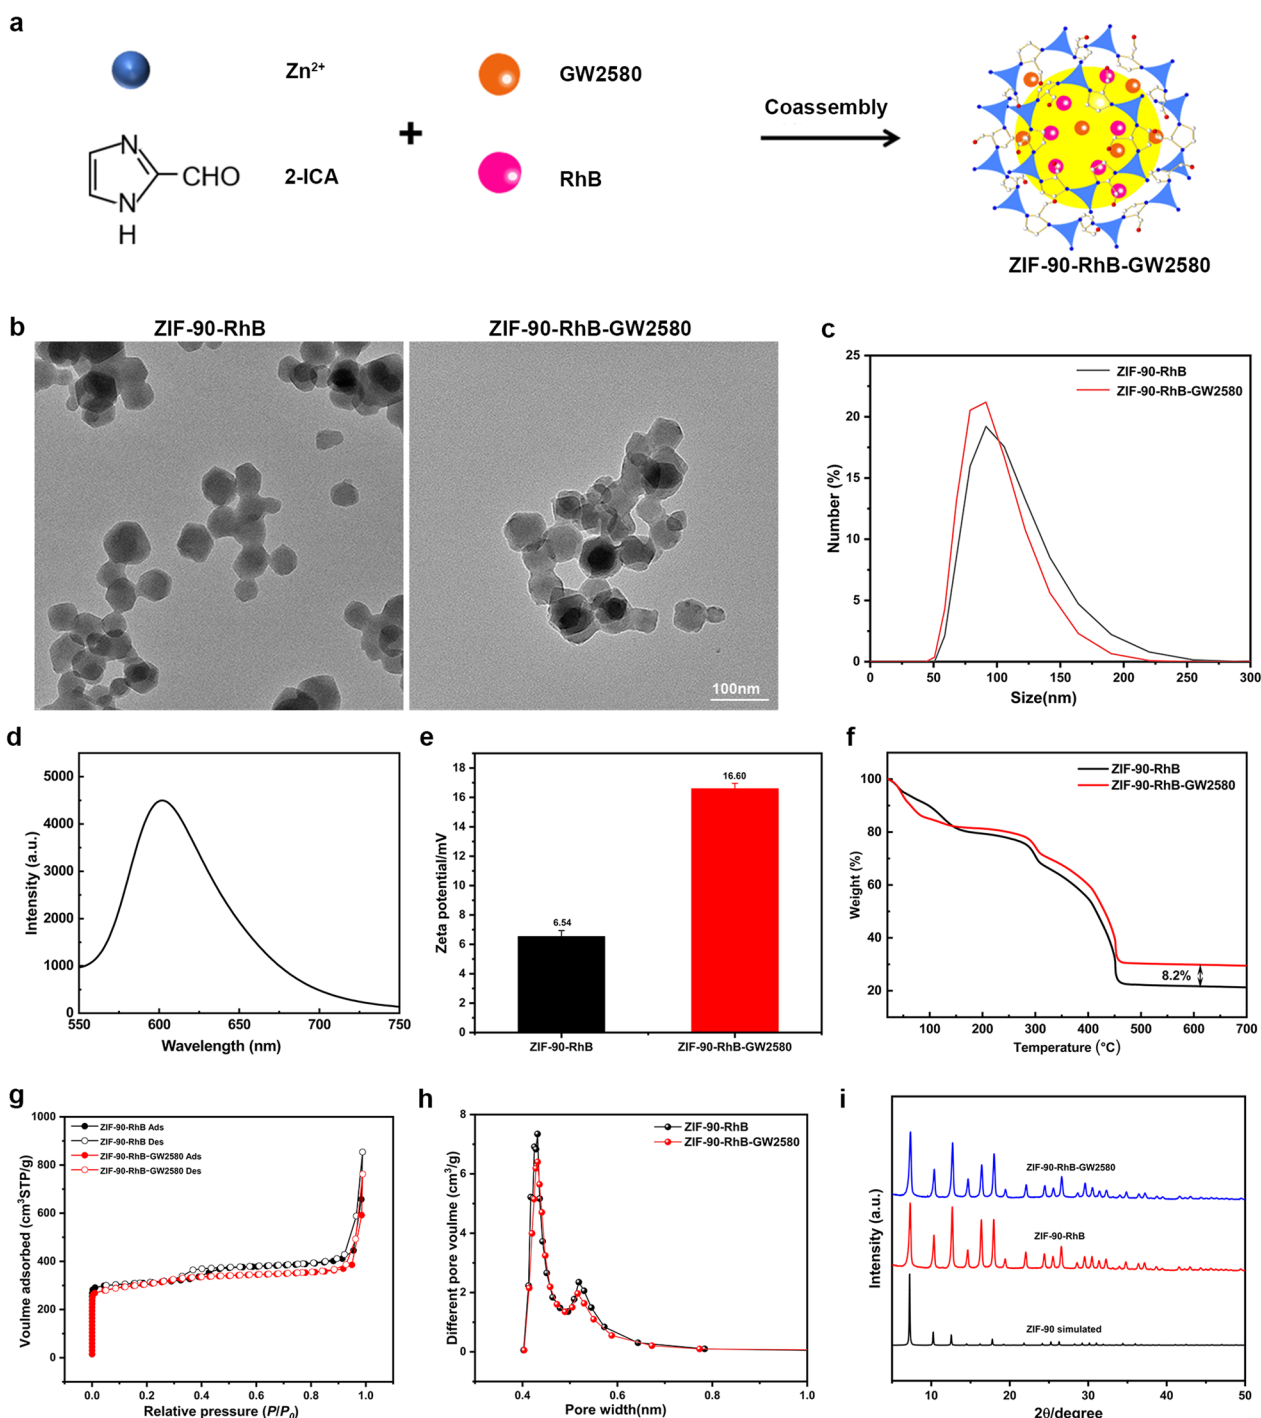 a
Zn²⁺
GW2580
Coassembly
N
CHO
2-ICA
N
H
+
RhB
ZIF-90-RhB-GW2580
b
ZIF-90-RhB
ZIF-90-RhB-GW2580
100nm
c
ZIF-90-RhB
ZIF-90-RhB-GW2580
Number (%)
25
20
15
10
5
0
0 50 100 150 200 250 300
Size(nm)
d
Intensity (a.u.)
5000
4000
3000
2000
1000
0
550 600 650 700 750
Wavelength (nm)
e
Zeta potential/mV
18
16
14
12
10
8
6
4
2
0
6.54
16.60
ZIF-90-RhB
ZIF-90-RhB-GW2580
f
ZIF-90-RhB
ZIF-90-RhB-GW2580
Weight (%)
100
80
60
40
20
8.2%
100 200 300 400 500 600 700
Temperature (°C)
g
ZIF-90-RhB Ads
ZIF-90-RhB Des
ZIF-90-RhB-GW2580 Ads
ZIF-90-RhB-GW2580 Des
Voulme adsorbed (cm³STP/g)
1000
800
600
400
200
0
0.0 0.2 0.4 0.6 0.8 1.0
Relative pressure (P/P₀)
h
ZIF-90-RhB
ZIF-90-RhB-GW2580
Different pore voulme (cm³/g)
8
6
4
2
0
0.4 0.6 0.8 1.0
Pore width(nm)
i
Intensity (a.u.)
ZIF-90-RhB-GW2580
ZIF-90-RhB
ZIF-90 simulated
10 20 30 40 50
2θ/degree